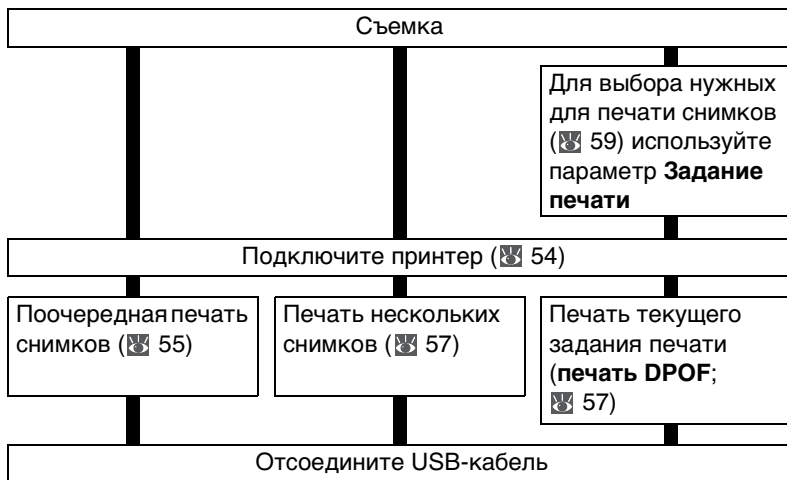 Съемка
Для выбора нужных
для печати снимков
( 59) используйте
параметр Задание
печати
Подключите принтер ( 54)
Поочередная печать
снимков ( 55)
Печать нескольких
снимков ( 57)
Печать текущего
задания печати
(печать DPOF;
57)
Отсоедините USB-кабель